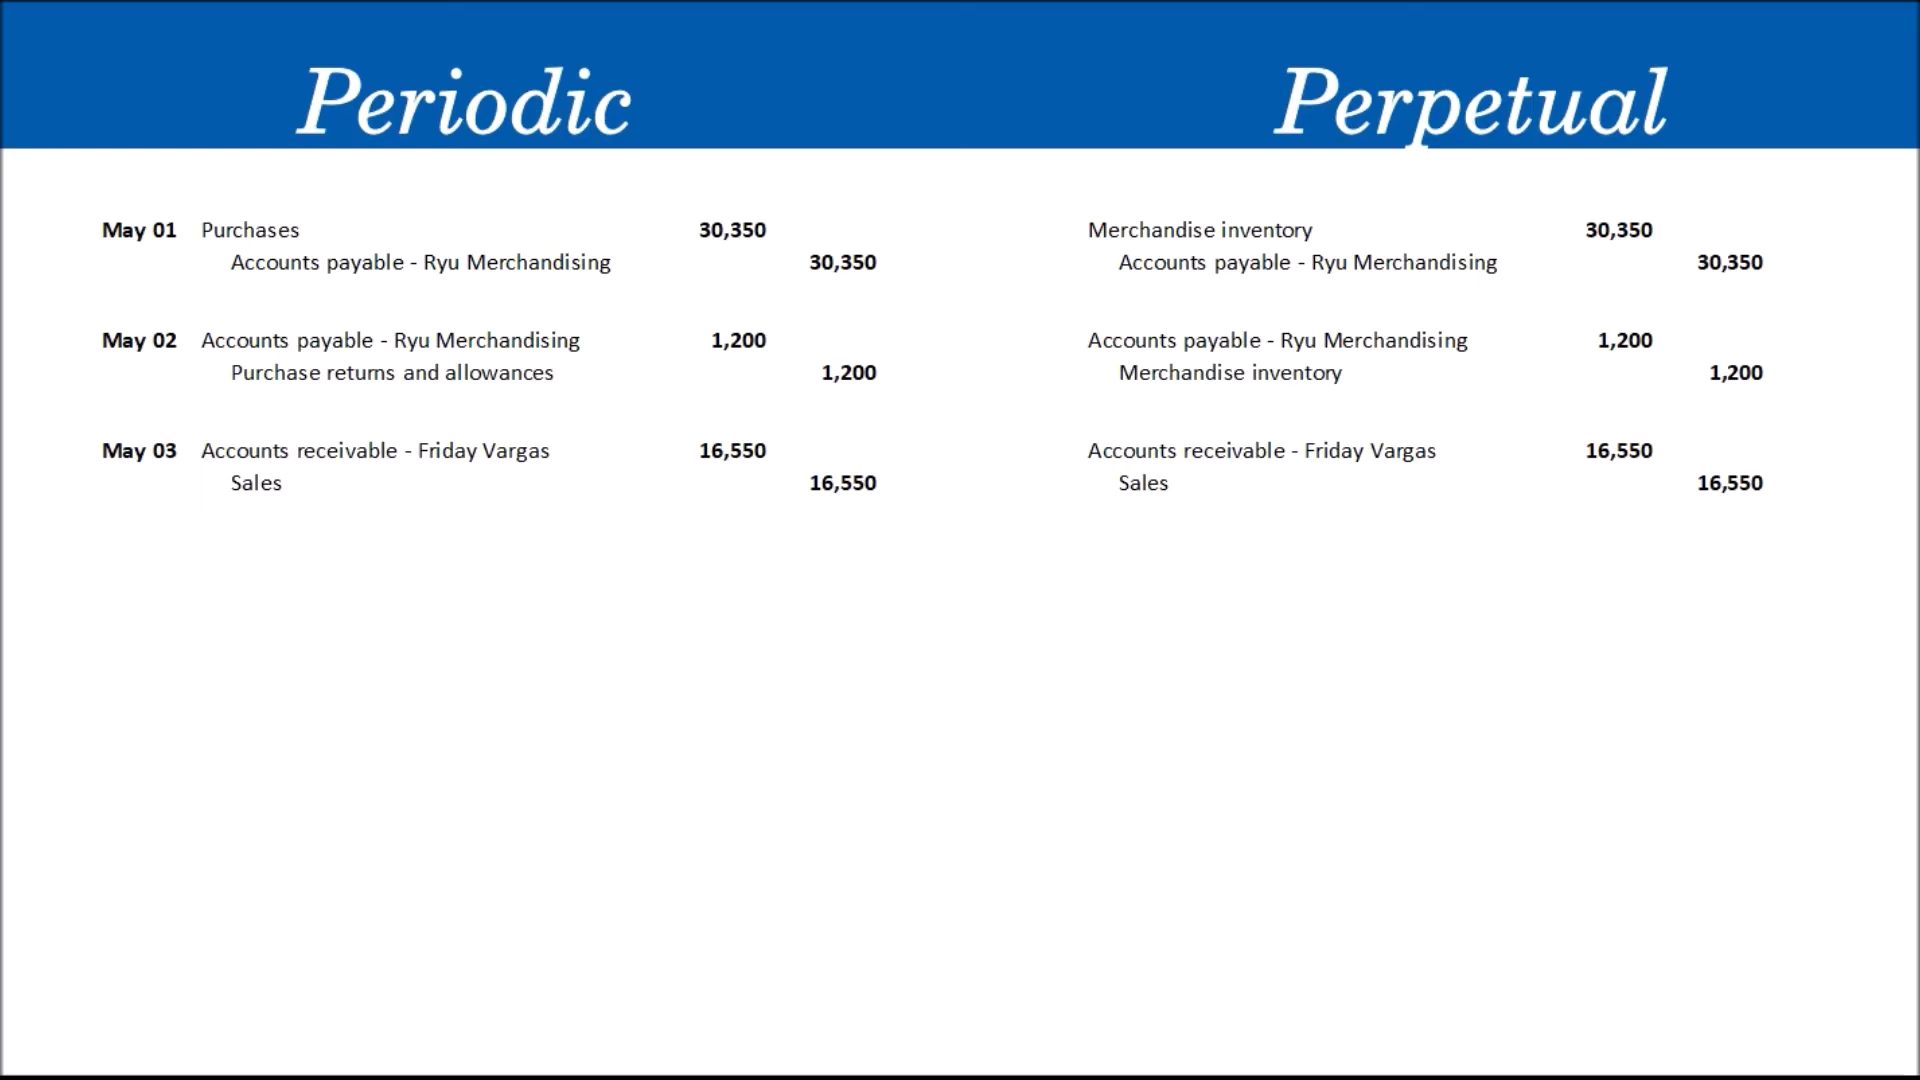 Periodic
Perpetual
May 01 Purchases 30,350
Accounts payable - Ryu Merchandising 30,350
May 02 Accounts payable - Ryu Merchandising 1,200
Purchase returns and allowances 1,200
May 03 Accounts receivable - Friday Vargas 16,550
Sales 16,550
Merchandise inventory 30,350
Accounts payable - Ryu Merchandising 30,350
Accounts payable - Ryu Merchandising 1,200
Merchandise inventory 1,200
Accounts receivable - Friday Vargas 16,550
Sales 16,550